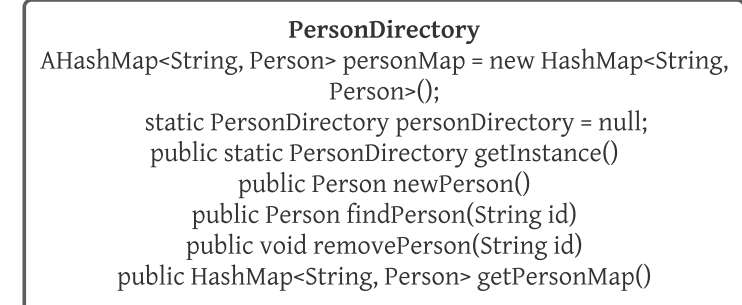 PersonDirectory
AHashMap<String, Person> personMap = new HashMap<String,
Person>();
static PersonDirectory personDirectory = null;
public static PersonDirectory getInstance()
public Person newPerson()
public Person findPerson(String id)
public void removePerson(String id)
public HashMap<String, Person> getPersonMap()